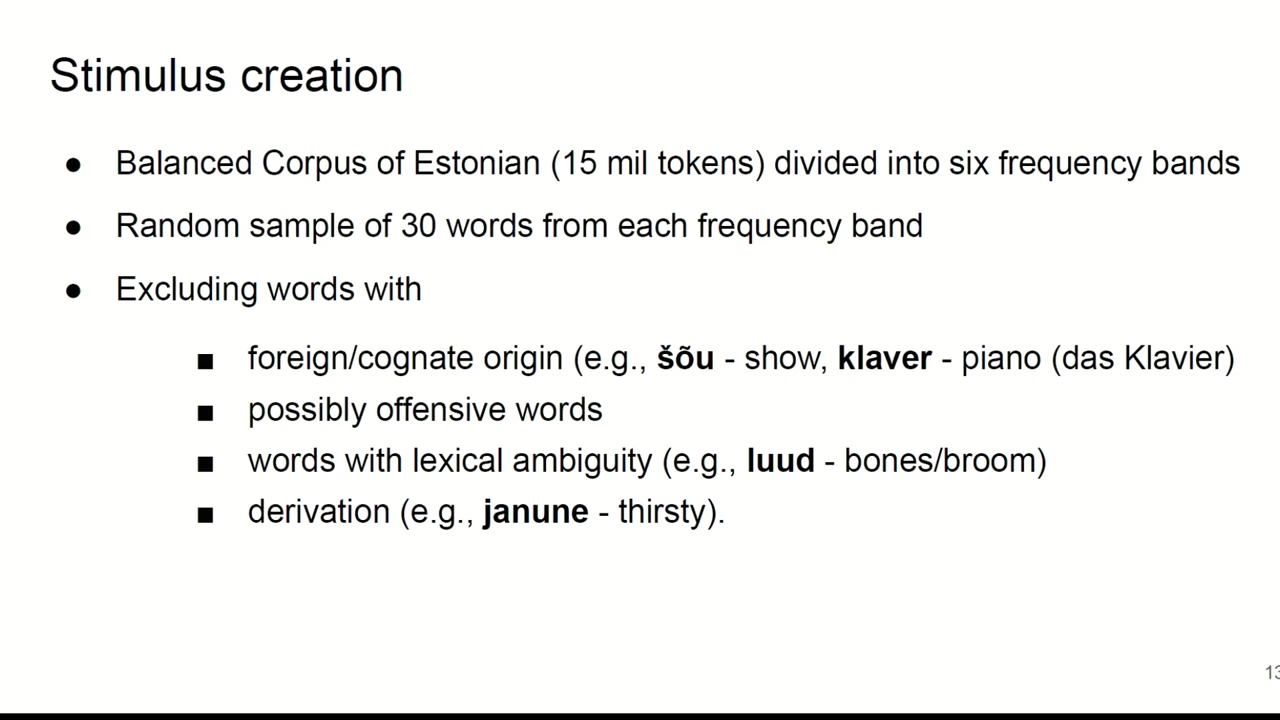 Stimulus creation
● Balanced Corpus of Estonian (15 mil tokens) divided into six frequency bands
● Random sample of 30 words from each frequency band
● Excluding words with
■ foreign/cognate origin (e.g., šõu - show, klaver - piano (das Klavier)
■ possibly offensive words
■ words with lexical ambiguity (e.g., luud - bones/broom)
■ derivation (e.g., janune - thirsty).
13